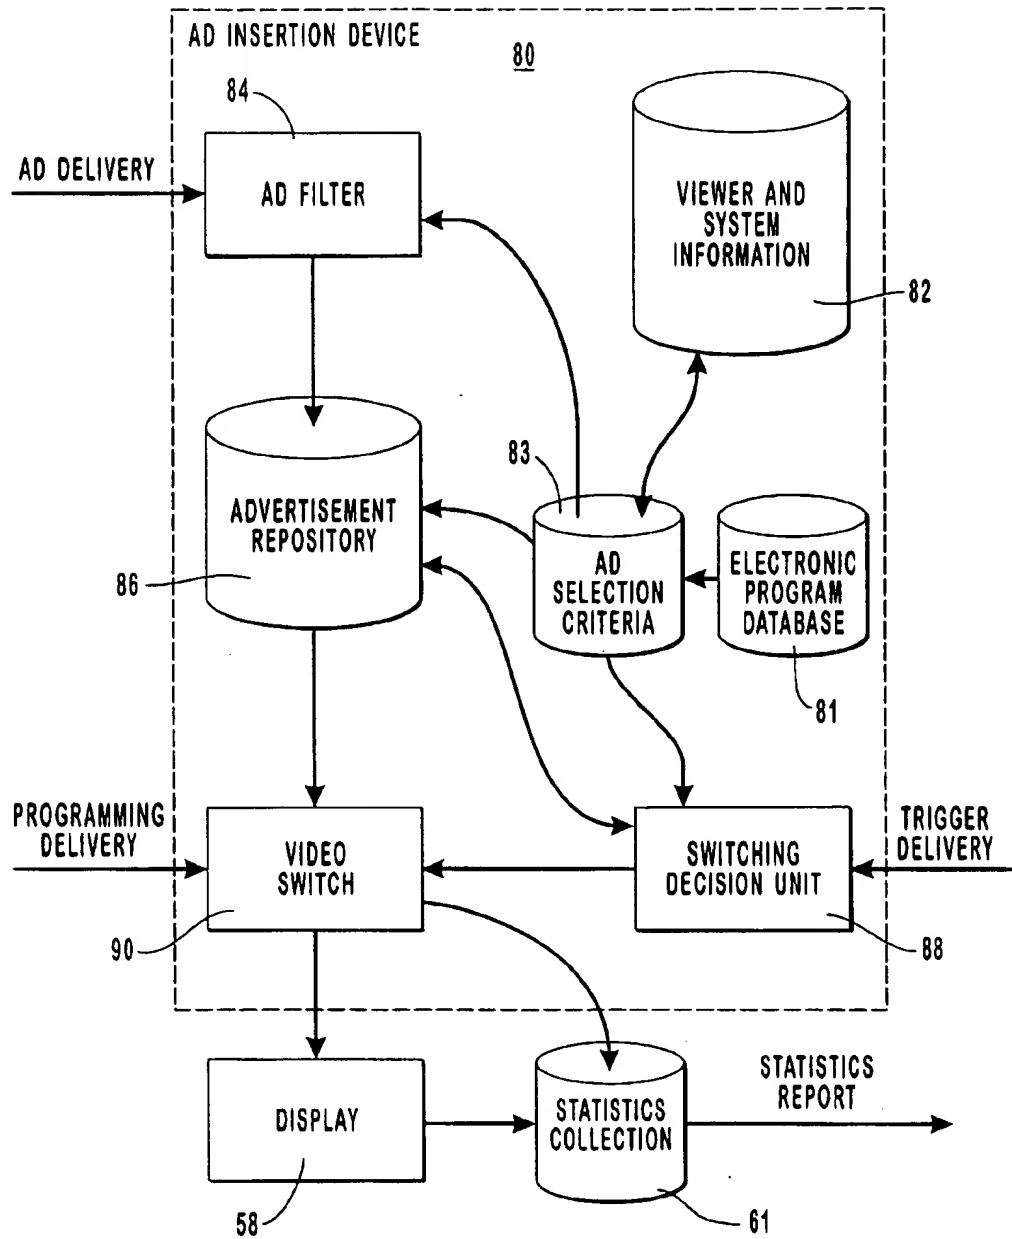 AD INSERTION DEVICE
80
84
AD DELIVERY
AD FILTER
VIEWER AND
SYSTEM
INFORMATION
82
83
ADVERTISEMENT
REPOSITORY
86
AD
SELECTION
CRITERIA
ELECTRONIC
PROGRAM
DATABASE
81
PROGRAMMING
DELIVERY
VIDEO
SWITCH
90
SWITCHING
DECISION UNIT
88
TRIGGER
DELIVERY
DISPLAY
58
STATISTICS
COLLECTION
61
STATISTICS
REPORT